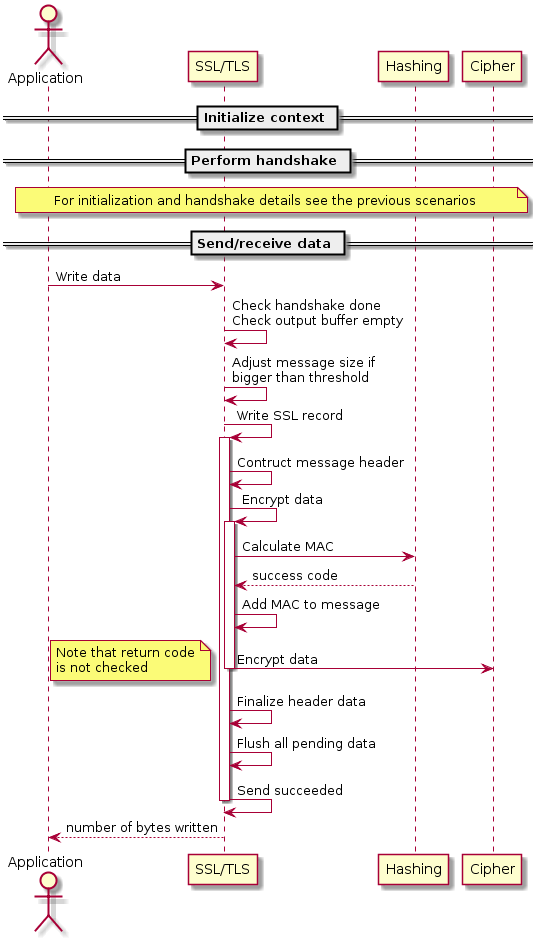 Application
SSL/TLS
Hashing
Cipher
Initialize context
Perform handshake
For initialization and handshake details see the previous scenarios
Send/receive data
Write data
Check handshake done
Check output buffer empty
Adjust message size if
bigger than threshold
Write SSL record
Contruct message header
Encrypt data
Calculate MAC
success code
Add MAC to message
Note that return code
is not checked
Encrypt data
Finalize header data
Flush all pending data
Send succeeded
number of bytes written
Application
SSL/TLS
Hashing
Cipher